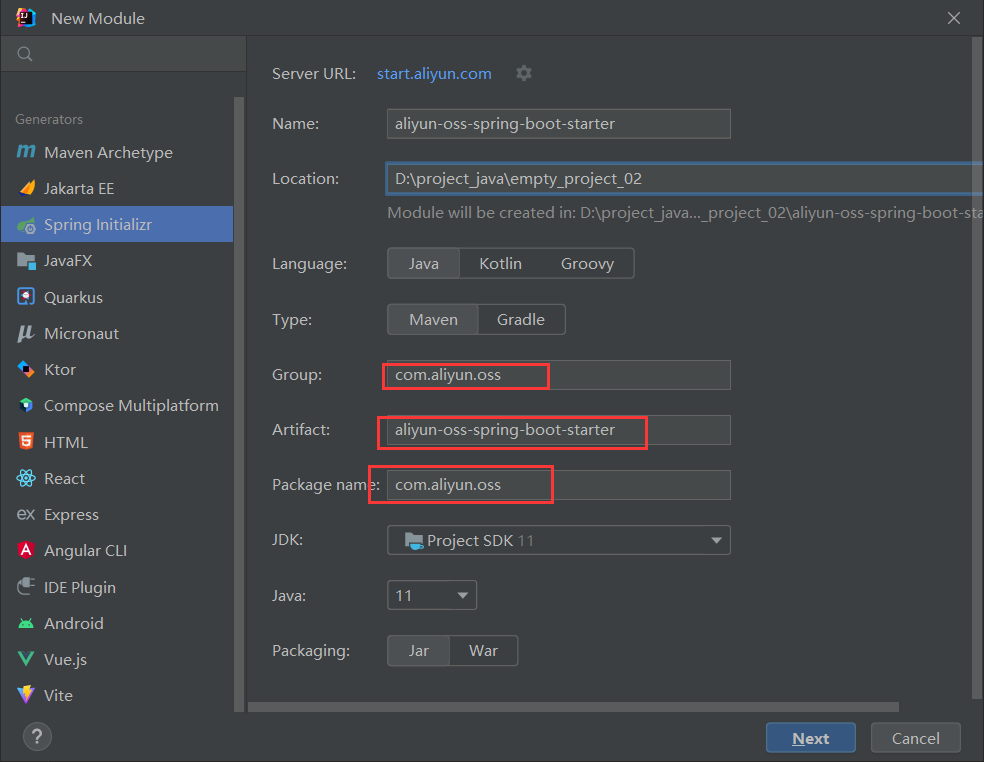 New Module
Server URL: start.aliyun.com
Name: aliyun-oss-spring-boot-starter
Location: D:\project_java\empty_project_02
Module will be created in: D:\project_java..._project_02\aliyun-oss-spring-boot-sta
Language: Java Kotlin Groovy
Type: Maven Gradle
Group: com.aliyun.oss
Artifact: aliyun-oss-spring-boot-starter
Package name: com.aliyun.oss
JDK: Project SDK 11
Java: 11
Packaging: Jar War
Generators
Maven Archetype
Jakarta EE
Spring Initializr
JavaFX
Quarkus
Micronaut
Ktor
Compose Multiplatform
HTML
React
ex Express
Angular CLI
IDE Plugin
Android
Vue.js
Vite
?
Next
Cancel